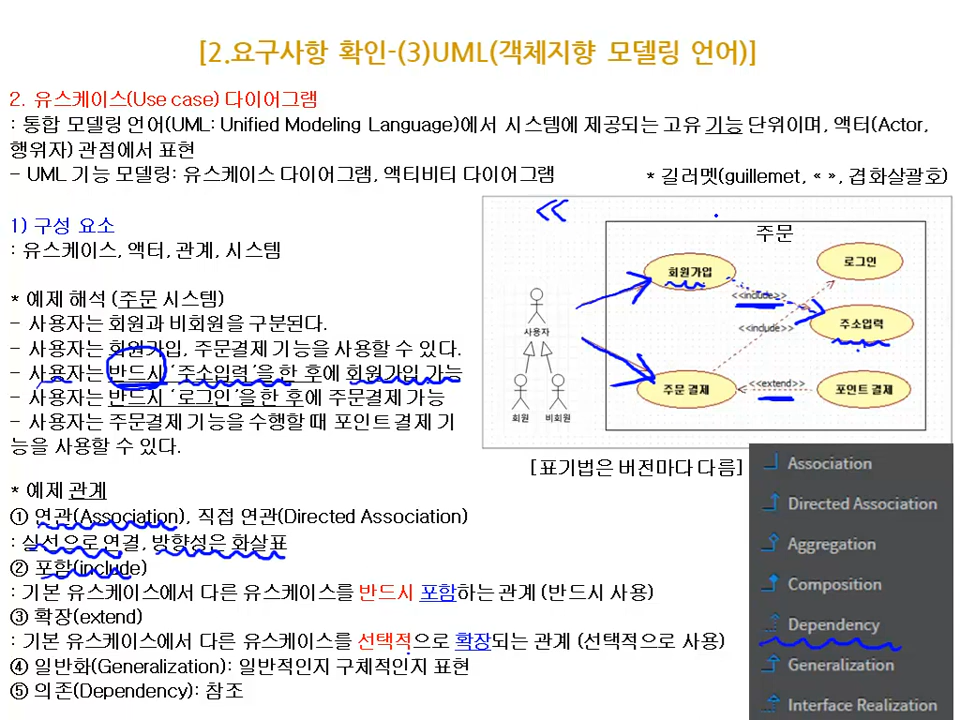 [2.요구사항 확인-(3)UML(객체지향 모델링 언어)]
2. 유스케이스(Use case) 다이어그램
: 통합 모델링 언어(UML: Unified Modeling Language)에서 시스템에 제공되는 고유 기능 단위이며, 액터(Actor,
행위자) 관점에서 표현
- UML 기능 모델링: 유스케이스 다이어그램, 액티비티 다이어그램
* 길러멧(guillemet, « », 겹화살괄호)
1) 구성 요소
: 유스케이스, 액터, 관계, 시스템
* 예제 해석 (주문 시스템)
- 사용자는 회원과 비회원을 구분된다.
- 사용자는 회원가입, 주문결제 기능을 사용할 수 있다.
- 사용자는 반드시 '주소입력'을 한 후에 회원가입 가능
- 사용자는 반드시 '로그인'을 한 후에 주문결제 가능
- 사용자는 주문결제 기능을 수행할 때 포인트결제 기
능을 사용할 수 있다.
<<
주문
회원가입
로그인
<<include>>
사용자
<<include>>
주소입력
주문 결제
<<extend>>
포인트 결제
회원
비회원
[표기법은 버전마다 다름]
* 예제 관계
① 연관(Association), 직접 연관(Directed Association)
: 실선으로 연결, 방향성은 화살표
② 포함(include)
: 기본 유스케이스에서 다른 유스케이스를 반드시 포함하는 관계 (반드시 사용)
③ 확장(extend)
: 기본 유스케이스에서 다른 유스케이스를 선택적으로 확장되는 관계 (선택적으로 사용)
④ 일반화(Generalization): 일반적인지 구체적인지 표현
⑤ 의존(Dependency): 참조
Association
Directed Association
Aggregation
Composition
Dependency
Generalization
Interface Realization